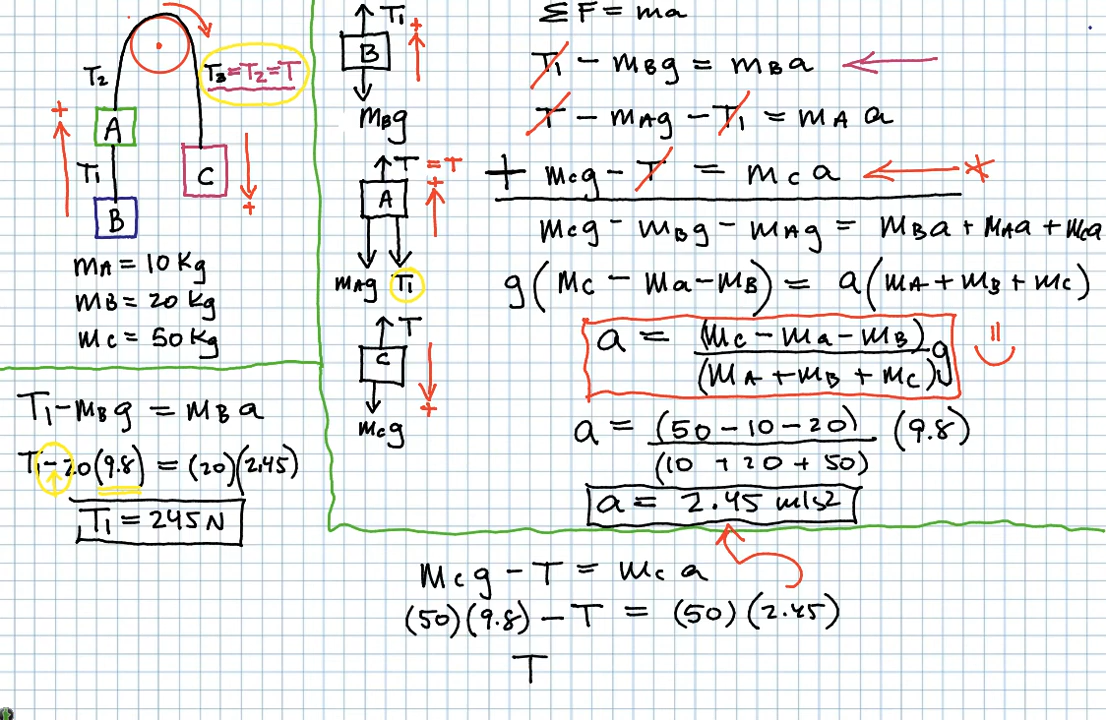 T₂
T₃=T₂=T
A
T₁
C
B
+
+
mA = 10 Kg
mB = 20 Kg
mC = 50 Kg
T₁
+
B
mBg
T = T
+
A
mAg T₁
T
C
+
mcg
ΣF = ma
T₁ - mBg = mBa
T - mAg - T₁ = mA a
+ mcg - T = mca
mcg - mBg - mAg = mBa + mAa + mca
g(mc - ma - mB) = a(mA + mB + mc)
a = (mc - ma - mB) g
(mA + mB + mc)
a = (50 - 10 - 20) (9.8)
(10 + 20 + 50)
a = 2.45 m/s2
T₁ - mBg = mB a
T₁ - 20(9.8) = (20)(2.45)
T₁ = 245 N
mcg - T = mc a
(50)(9.8) - T = (50)(2.45)
T